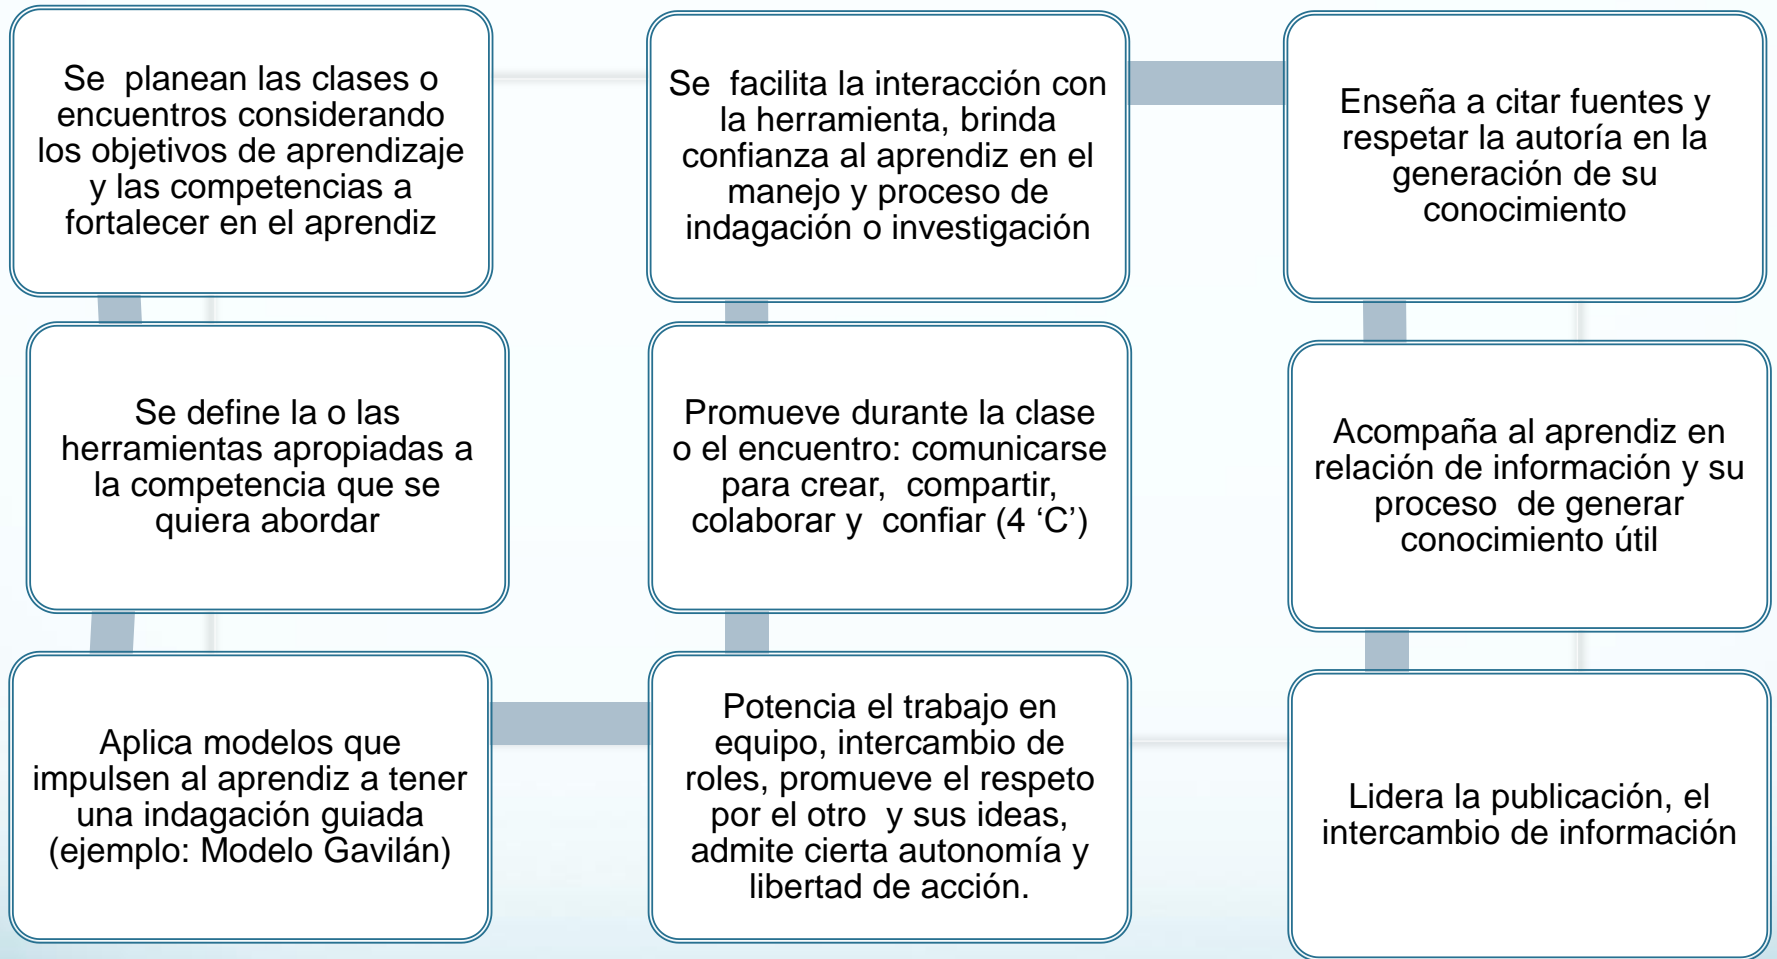 Se planean las clases o
encuentros considerando
los objetivos de aprendizaje
y las competencias a
fortalecer en el aprendiz
Se define la o las
herramientas apropiadas a
la competencia que se
quiera abordar
Aplica modelos que
impulsen al aprendiz a tener
una indagación guiada
(ejemplo: Modelo Gavilán)
Potencia el trabajo en
equipo, intercambio de
roles, promueve el respeto
por el otro y sus ideas,
admite cierta autonomía y
libertad de acción.
Promueve durante la clase
o el encuentro: comunicarse
para crear, compartir,
colaborar y confiar (4 ‘C’)
Se facilita la interacción con
la herramienta, brinda
confianza al aprendiz en el
manejo y proceso de
indagación o investigación
Enseña a citar fuentes y
respetar la autoría en la
generación de su
conocimiento
Acompaña al aprendiz en
relación de información y su
proceso de generar
conocimiento útil
Lidera la publicación, el
intercambio de información